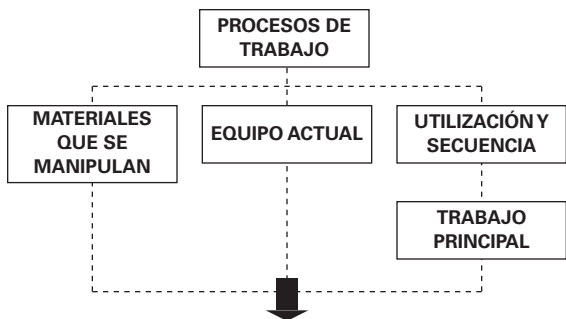 PROCESOS DE
TRABAJO
MATERIALES
QUE SE
MANIPULAN
EQUIPO ACTUAL
UTILIZACIÓN Y
SECUENCIA
TRABAJO
PRINCIPAL